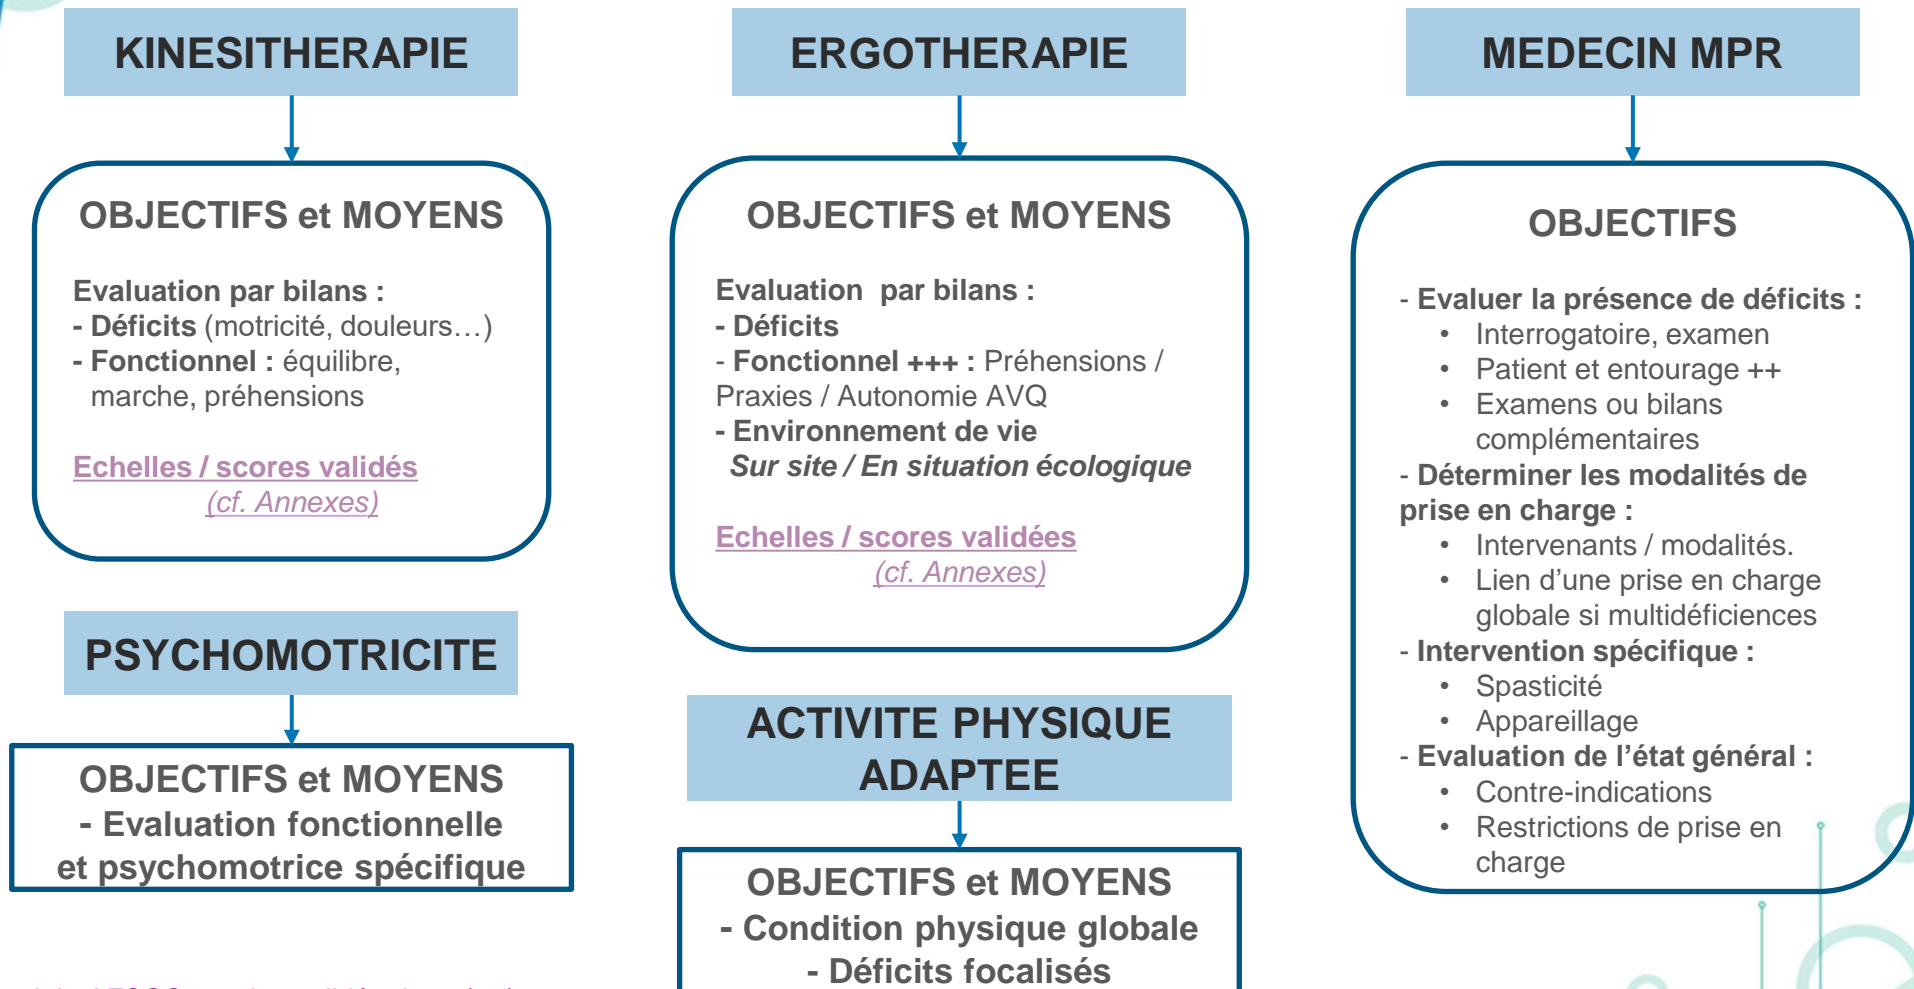 KINESITHERAPIE
OBJECTIFS et MOYENS
Evaluation par bilans :
- Déficits (motricité, douleurs…)
- Fonctionnel : équilibre,
marche, préhensions
Echelles / scores validés
(cf. Annexes)
PSYCHOMOTRICITE
OBJECTIFS et MOYENS
- Evaluation fonctionnelle
et psychomotrice spécifique
ERGOTHERAPIE
OBJECTIFS et MOYENS
Evaluation par bilans :
- Déficits
- Fonctionnel +++ : Préhensions /
Praxies / Autonomie AVQ
- Environnement de vie
Sur site / En situation écologique
Echelles / scores validées
(cf. Annexes)
ACTIVITE PHYSIQUE
ADAPTEE
OBJECTIFS et MOYENS
- Condition physique globale
- Déficits focalisés
MEDECIN MPR
OBJECTIFS
- Evaluer la présence de déficits :
• Interrogatoire, examen
• Patient et entourage ++
• Examens ou bilans
complémentaires
- Déterminer les modalités de
prise en charge :
• Intervenants / modalités.
• Lien d’une prise en charge
globale si multidéficiences
- Intervention spécifique :
• Spasticité
• Appareillage
- Evaluation de l’état général :
• Contre-indications
• Restrictions de prise en
charge